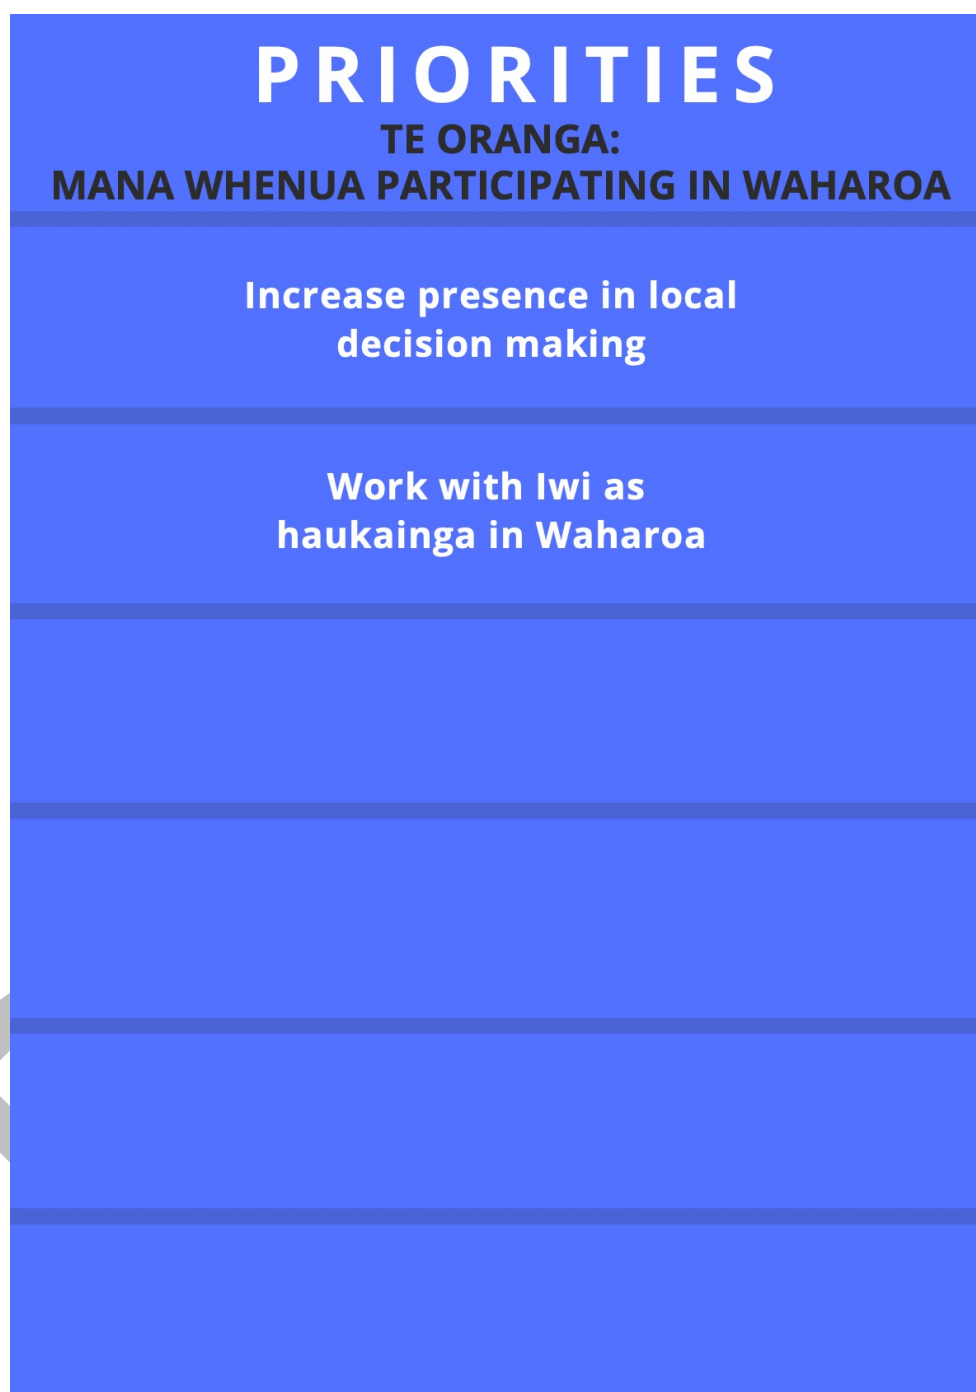 PRIORITIES
TE ORANGA:
MANA WHENUA PARTICIPATING IN WAHAROA
Increase presence in local
decision making
Work with Iwi as
haukainga in Waharoa